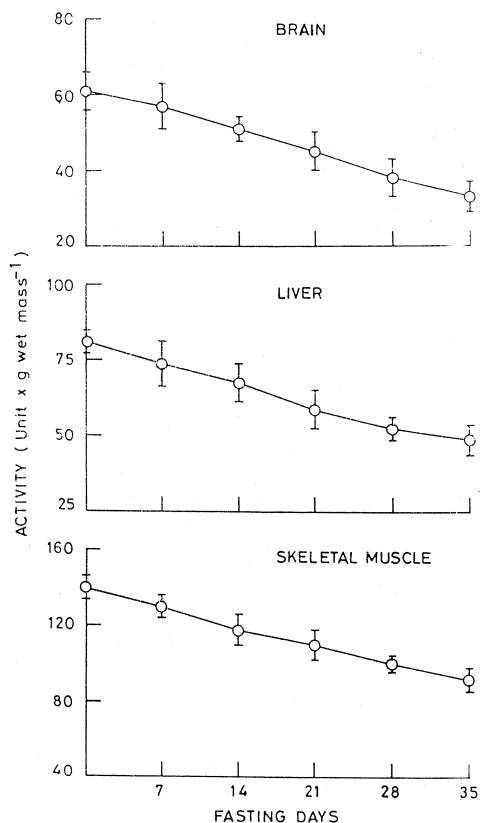 80
BRAIN
60
40
20
100
LIVER
75
50
25
160
SKELETAL MUSCLE
120
80
40
7 14 21 28 35
FASTING DAYS
ACTIVITY ( Unit x g wet mass⁻¹ )